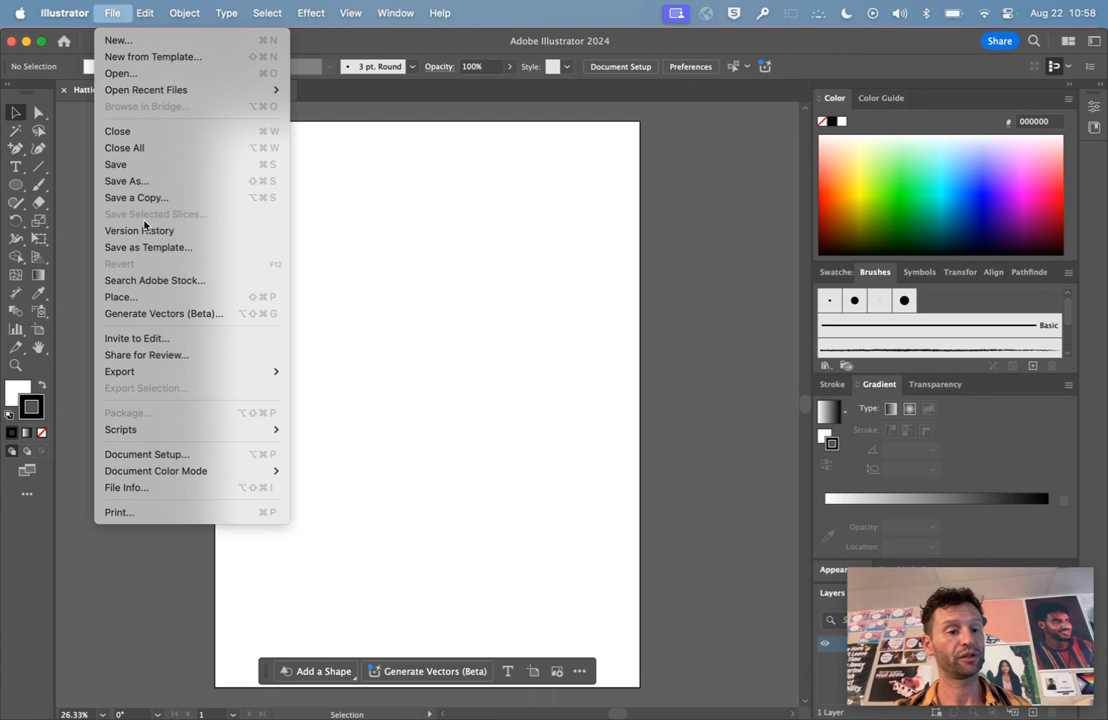 Illustrator File Edit Object Type Select Effect View Window Help
Aug 22 10:58
Adobe Illustrator 2024
Share
No Selection
3 pt. Round
Opacity: 100%
Style:
Document Setup
Preferences
Hattie
New... ⌘ N
New from Template... ⇧⌘ N
Open... ⌘ O
Open Recent Files
Browse in Bridge... ⌥⌘ O
Close ⌘ W
Close All ⌥⌘ W
Save ⌘ S
Save As... ⇧⌘ S
Save a Copy... ⌥⌘ S
Save Selected Slices...
Version History
Save as Template...
Revert F12
Search Adobe Stock...
Place... ⇧⌘ P
Generate Vectors (Beta)... ⌥⇧⌘ G
Invite to Edit...
Share for Review...
Export
Export Selection...
Package... ⌥⇧⌘ P
Scripts
Document Setup... ⌥⌘ P
Document Color Mode
File Info... ⌥⇧⌘ I
Print... ⌘ P
Color Color Guide
# 000000
Swatche Brushes Symbols Transfor Align Pathfinde
Basic
Stroke Gradient Transparency
Type:
Stroke:
Opacity:
Location:
Appear
Layers
Add a Shape
Generate Vectors (Beta)
26.33% 0° 1 Selection
1 Layer